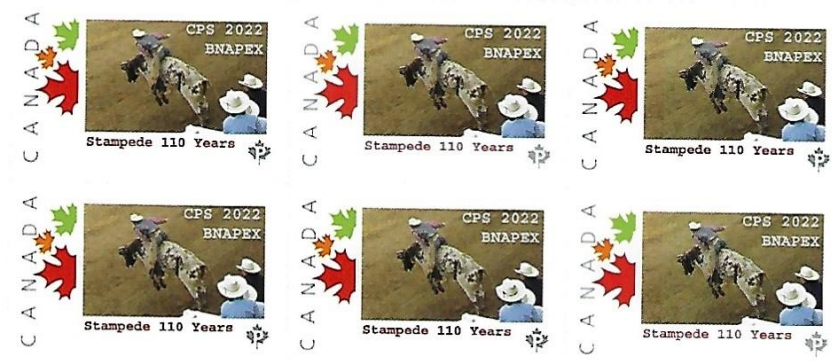 CANADA
CPS 2022
BNAPEX
Stampede 110 Years
P
CANADA
CPS 2022
BNAPEX
Stampede 110 Years
P
CANADA
CPS 2022
BNAPEX
Stampede 110 Years
P
CANADA
CPS 2022
BNAPEX
Stampede 110 Years
P
CANADA
CPS 2022
BNAPEX
Stampede 110 Years
P
CANADA
CPS 2022
BNAPEX
Stampede 110 Years
P